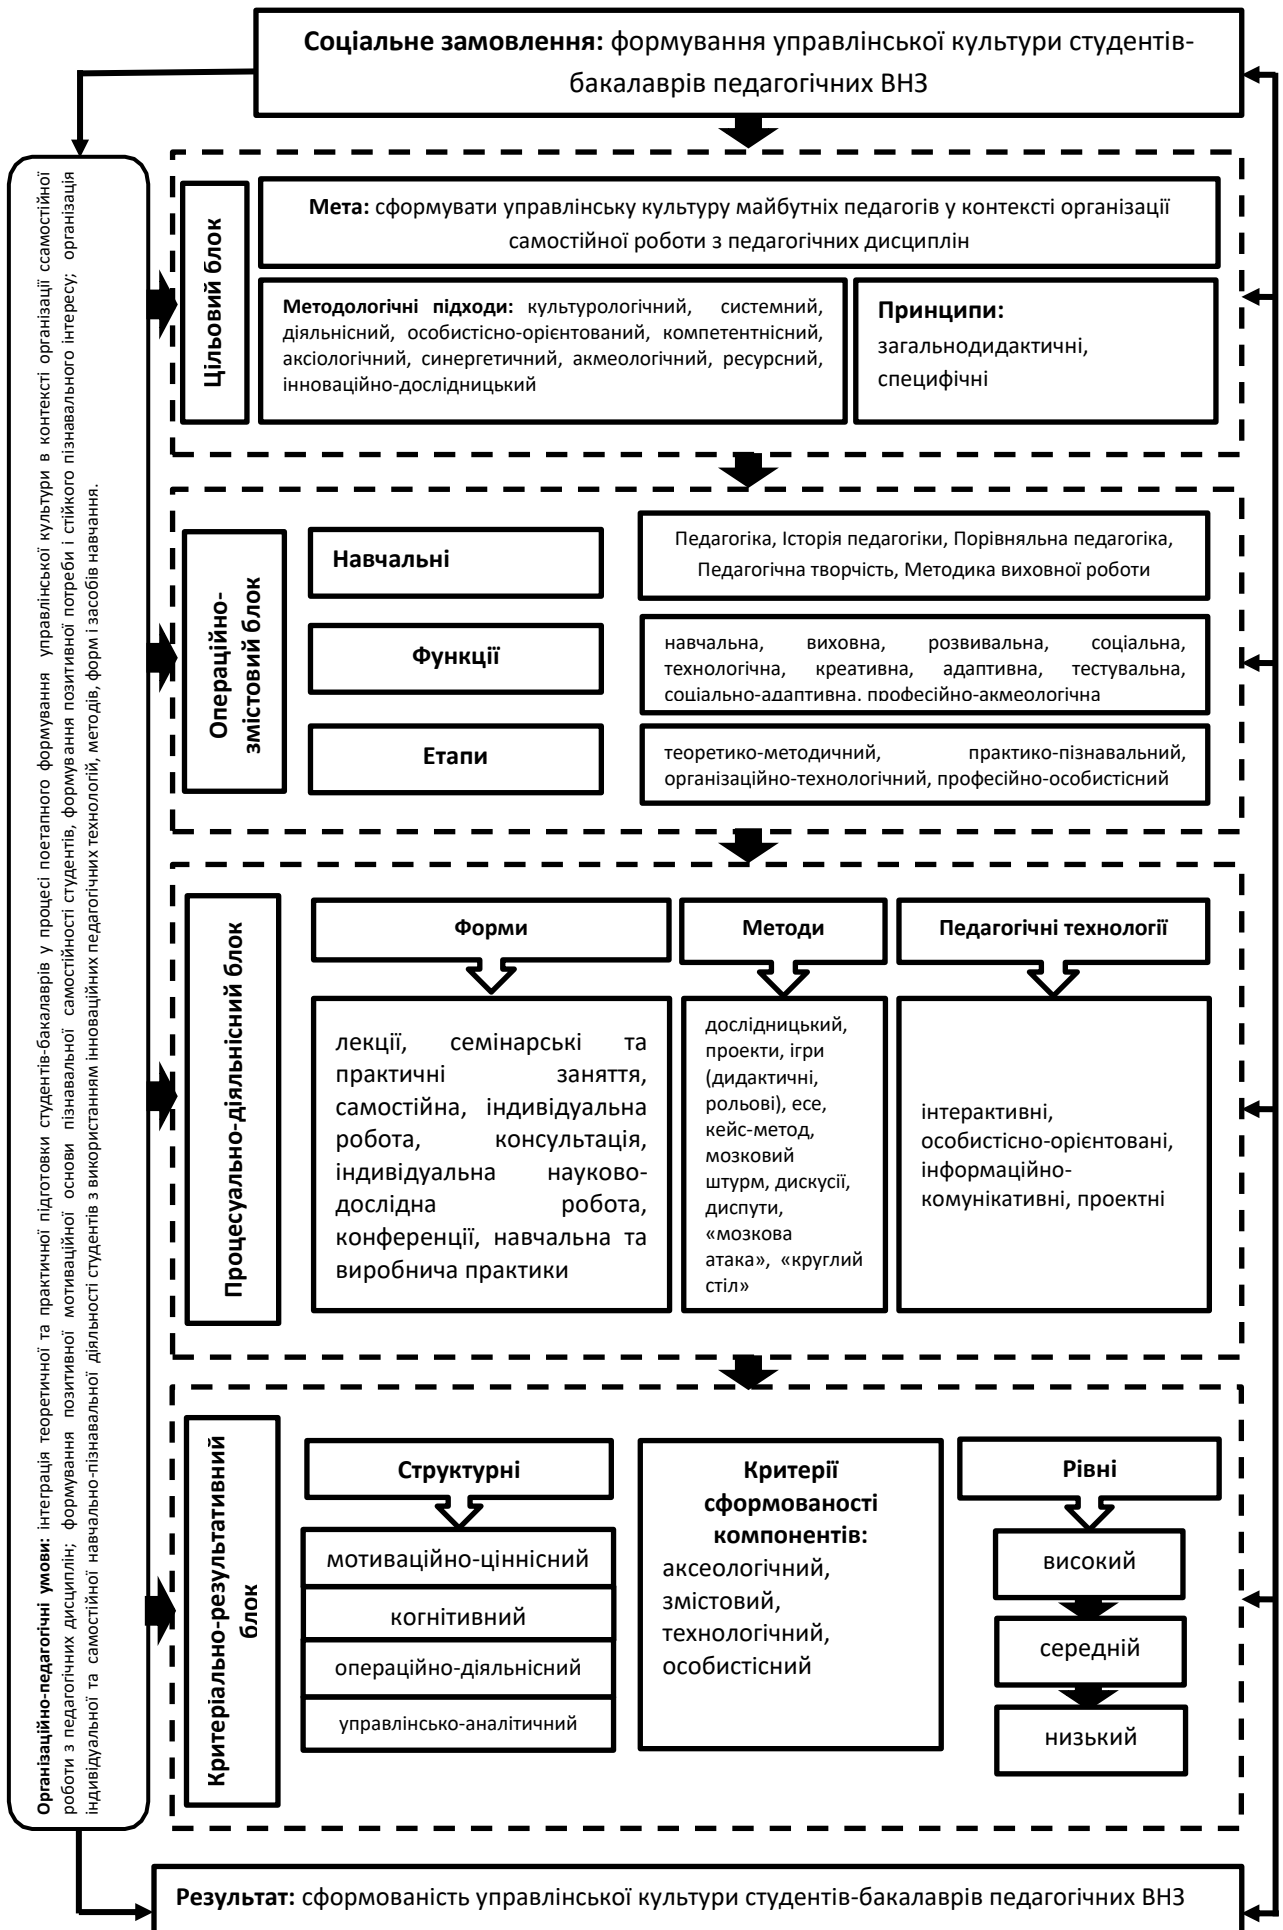 Соціальне замовлення: формування управлінської культури студентів-
бакалаврів педагогічних ВНЗ
Організаційно-педагогічні умови: інтеграція теоретичної та практичної підготовки студентів-бакалаврів у процесі поетапного формування управлінської культури в контексті організації ссамостійної
роботи з педагогічних дисциплін; формування позитивної мотиваційної основи пізнавальної самостійності студентів, формування позитивної потреби і стійкого пізнавального інтересу; організація
індивідуальної та самостійної навчально-пізнавальної діяльності студентів з використанням інноваційних педагогічних технологій, методів, форм і засобів навчання.
Цільовий блок
Мета: сформувати управлінську культуру майбутніх педагогів у контексті організації
самостійної роботи з педагогічних дисциплін
Методологічні підходи: культурологічний, системний,
діяльнісний, особистісно-орієнтований, компетентнісний,
аксіологічний, синергетичний, акмеологічний, ресурсний,
інноваційно-дослідницький
Принципи:
загальнодидактичні,
специфічні
Операційно-
змістовий блок
Навчальні
Педагогіка, Історія педагогіки, Порівняльна педагогіка,
Педагогічна творчість, Методика виховної роботи
Функції
навчальна, виховна, розвивальна, соціальна,
технологічна, креативна, адаптивна, тестувальна,
соціально-адаптивна, професійно-акмеологічна
Етапи
теоретико-методичний, практико-пізнавальний,
організаційно-технологічний, професійно-особистісний
Процесуально-діяльнісний блок
Форми
лекції, семінарські та
практичні заняття,
самостійна, індивідуальна
робота, консультація,
індивідуальна науково-
дослідна робота,
конференції, навчальна та
виробнича практики
Методи
дослідницький,
проекти, ігри
(дидактичні,
рольові), есе,
кейс-метод,
мозковий
штурм, дискусії,
диспути,
«мозкова
атака», «круглий
стіл»
Педагогічні технології
інтерактивні,
особистісно-орієнтовані,
інформаційно-
комунікативні, проектні
Критеріально-результативний
блок
Структурні
мотиваційно-ціннісний
когнітивний
операційно-діяльнісний
управлінсько-аналітичний
Критерії
сформованості
компонентів:
аксеологічний,
змістовий,
технологічний,
особистісний
Рівні
високий
середній
низький
Результат: сформованість управлінської культури студентів-бакалаврів педагогічних ВНЗ